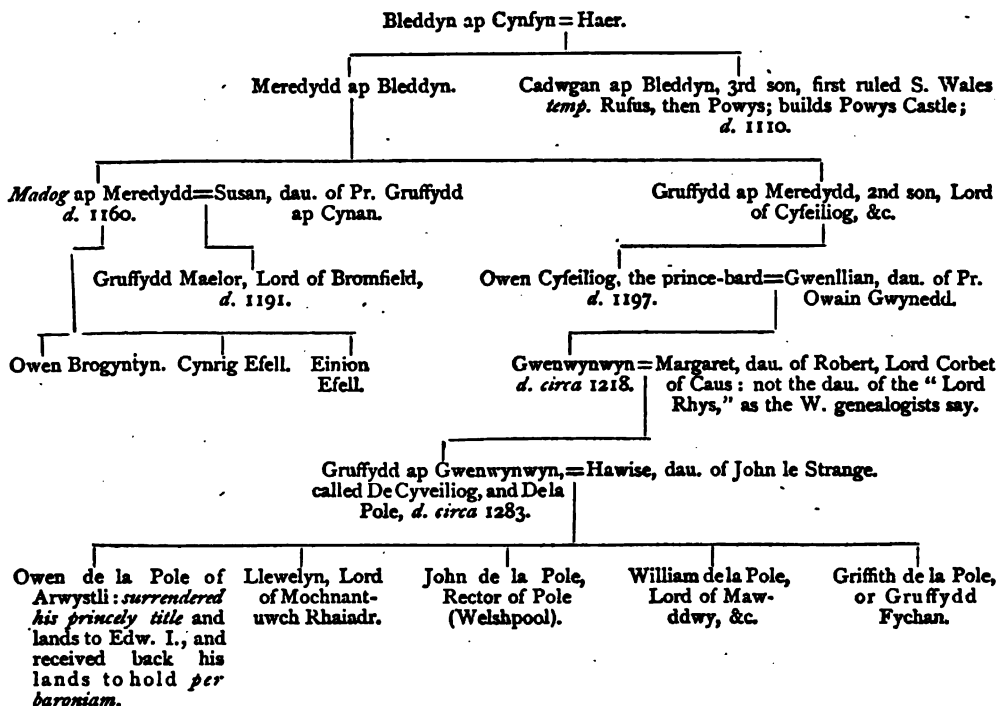 Bleddyn ap Cynfyn = Haer.
Meredydd ap Bleddyn.
Cadwgan ap Bleddyn, 3rd son, first ruled S. Wales
temp. Rufus, then Powys; builds Powys Castle;
d. 1110.
Madog ap Meredydd=Susan, dau. of Pr. Gruffydd
d. 1160. ap Cynan.
Gruffydd ap Meredydd, 2nd son, Lord
of Cyfeiliog, &c.
Gruffydd Maelor, Lord of Bromfield,
d. 1191.
Owen Cyfeiliog, the prince-bard=Gwenllian, dau. of Pr.
d. 1197. Owain Gwynedd.
Owen Brogyntyn. Cynrig Efell. Einion
Efell.
Gwenwynwyn=Margaret, dau. of Robert, Lord Corbet
d. circa 1218. of Caus: not the dau. of the "Lord
Rhys," as the W. genealogists say.
Gruffydd ap Gwenwynwyn,=Hawise, dau. of John le Strange.
called De Cyveiliog, and De la
Pole, d. circa 1283.
Owen de la Pole of
Arwystli: surrendered
his princely title and
lands to Edw. I., and
received back his
lands to hold per
baroniam.
Llewelyn, Lord
of Mochnant-
uwch Rhaiadr.
John de la Pole,
Rector of Pole
(Welshpool).
William de la Pole,
Lord of Maw-
ddwy, &c.
Griffith de la Pole,
or Gruffydd
Fychan.